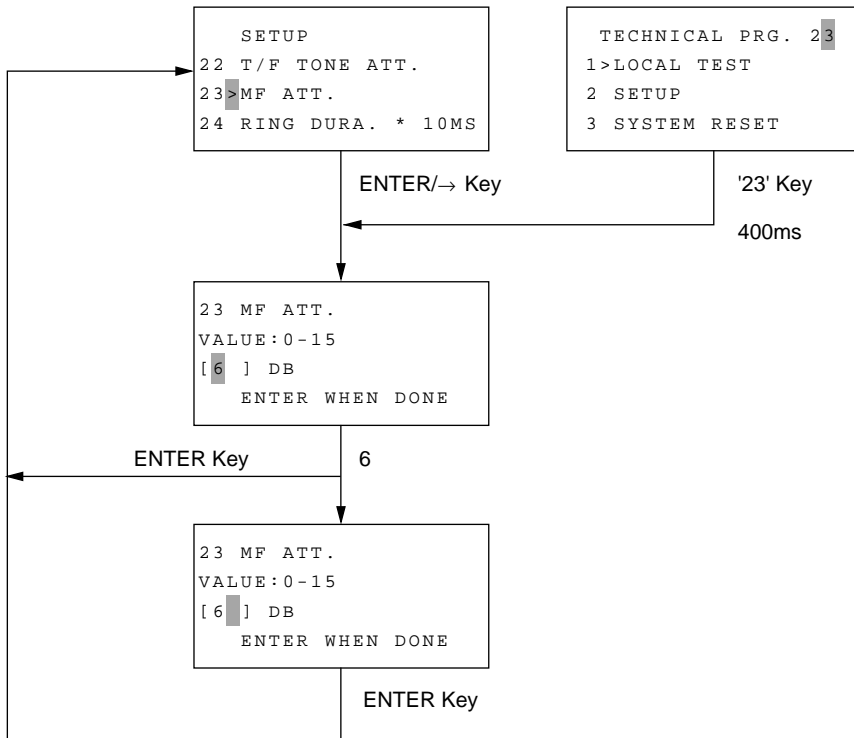 SETUP
22 T/F TONE ATT.
23>MF ATT.
24 RING DURA. * 10MS
TECHNICAL PRG. 23
1>LOCAL TEST
2 SETUP
3 SYSTEM RESET
ENTER/→ Key
'23' Key
400ms
23 MF ATT.
VALUE:0-15
[6 ] DB
ENTER WHEN DONE
ENTER Key
6
23 MF ATT.
VALUE:0-15
[6 ] DB
ENTER WHEN DONE
ENTER Key